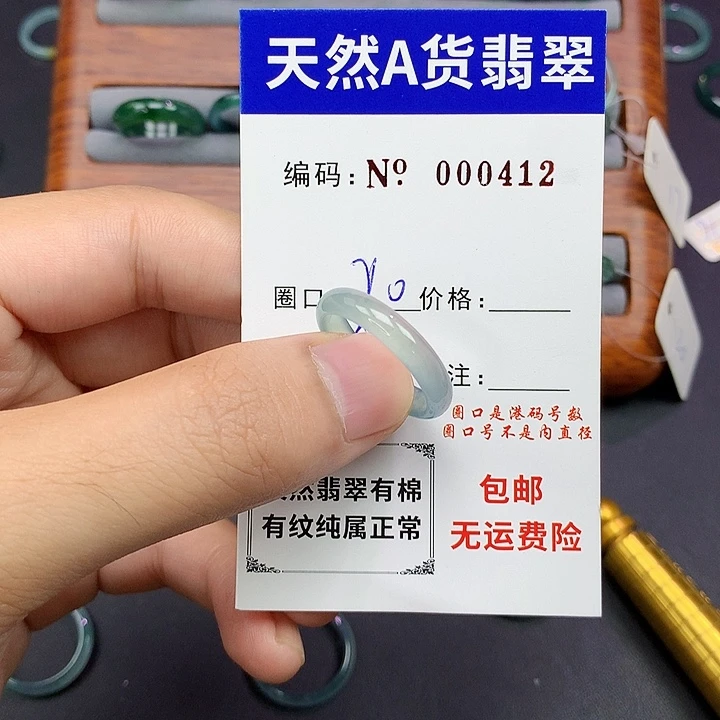 天然A货翡翠
编码：Nº 000412
圈口 价格：
注：
圈口是港码号数
圈口号不是内直径
然翡翠有棉
有纹纯属正常
包邮
无运费险